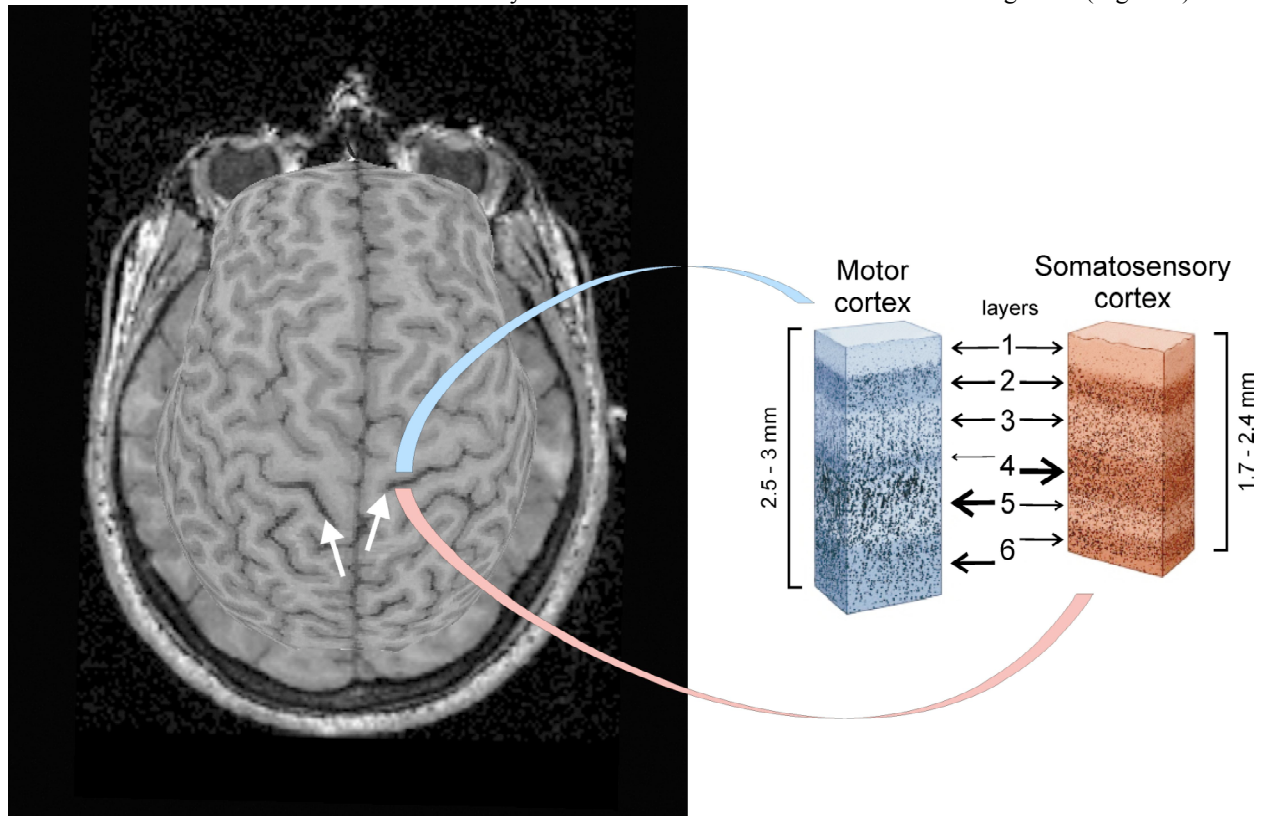 Motor
cortex
Somatosensory
cortex
layers
1
2
3
4
5
6
2.5 - 3 mm
1.7 - 2.4 mm